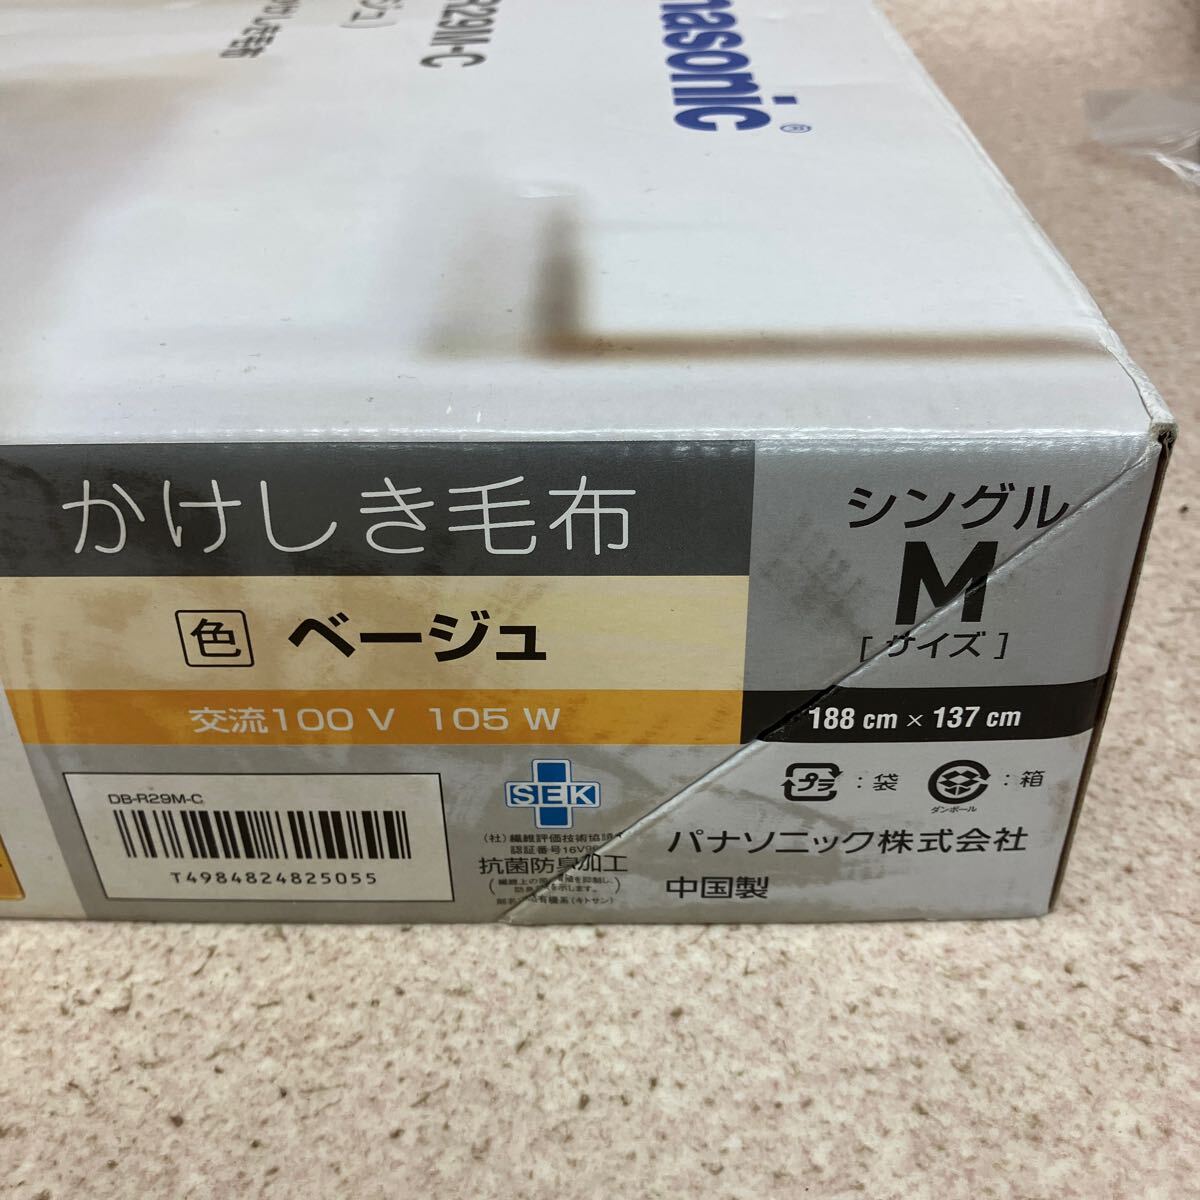 R29M-C
かけしき毛布
色 ベージュ
交流100 V 105 W
シングル
M
[サイズ]
188 cm × 137 cm
プラ : 袋
ダンボール : 箱
DB-R29M-C
T4984824825055
SEK
抗菌防臭加工
パナソニック株式会社
中国製